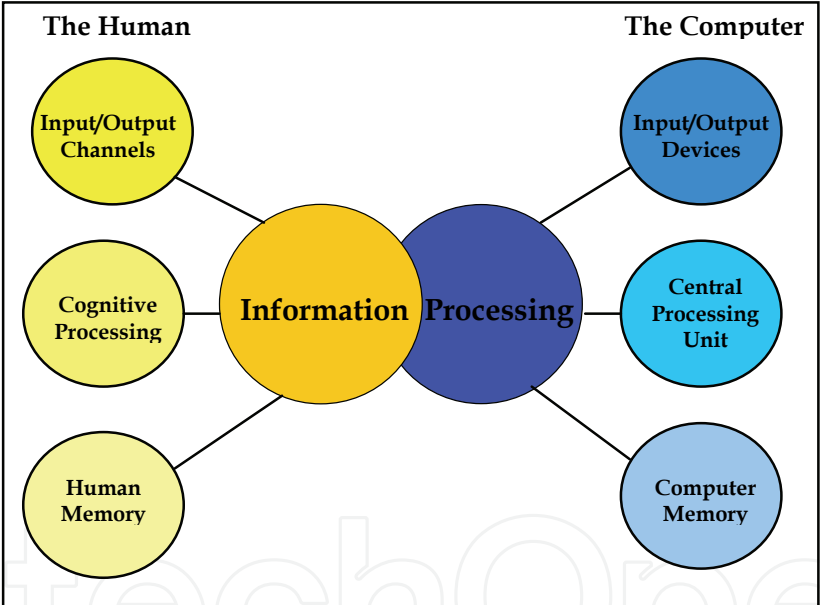 The Human
The Computer
Input/Output
Channels
Input/Output
Devices
Cognitive
Processing
Information
Processing
Central
Processing
Unit
Human
Memory
Computer
Memory